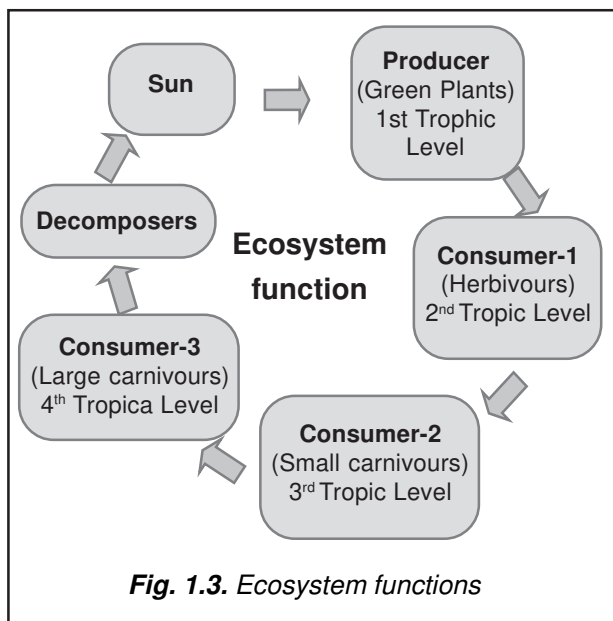 Sun
Producer
(Green Plants)
1st Trophic
Level
Decomposers
Ecosystem
function
Consumer-1
(Herbivours)
2nd Tropic Level
Consumer-3
(Large carnivours)
4th Tropica Level
Consumer-2
(Small carnivours)
3rd Tropic Level
Fig. 1.3. Ecosystem functions